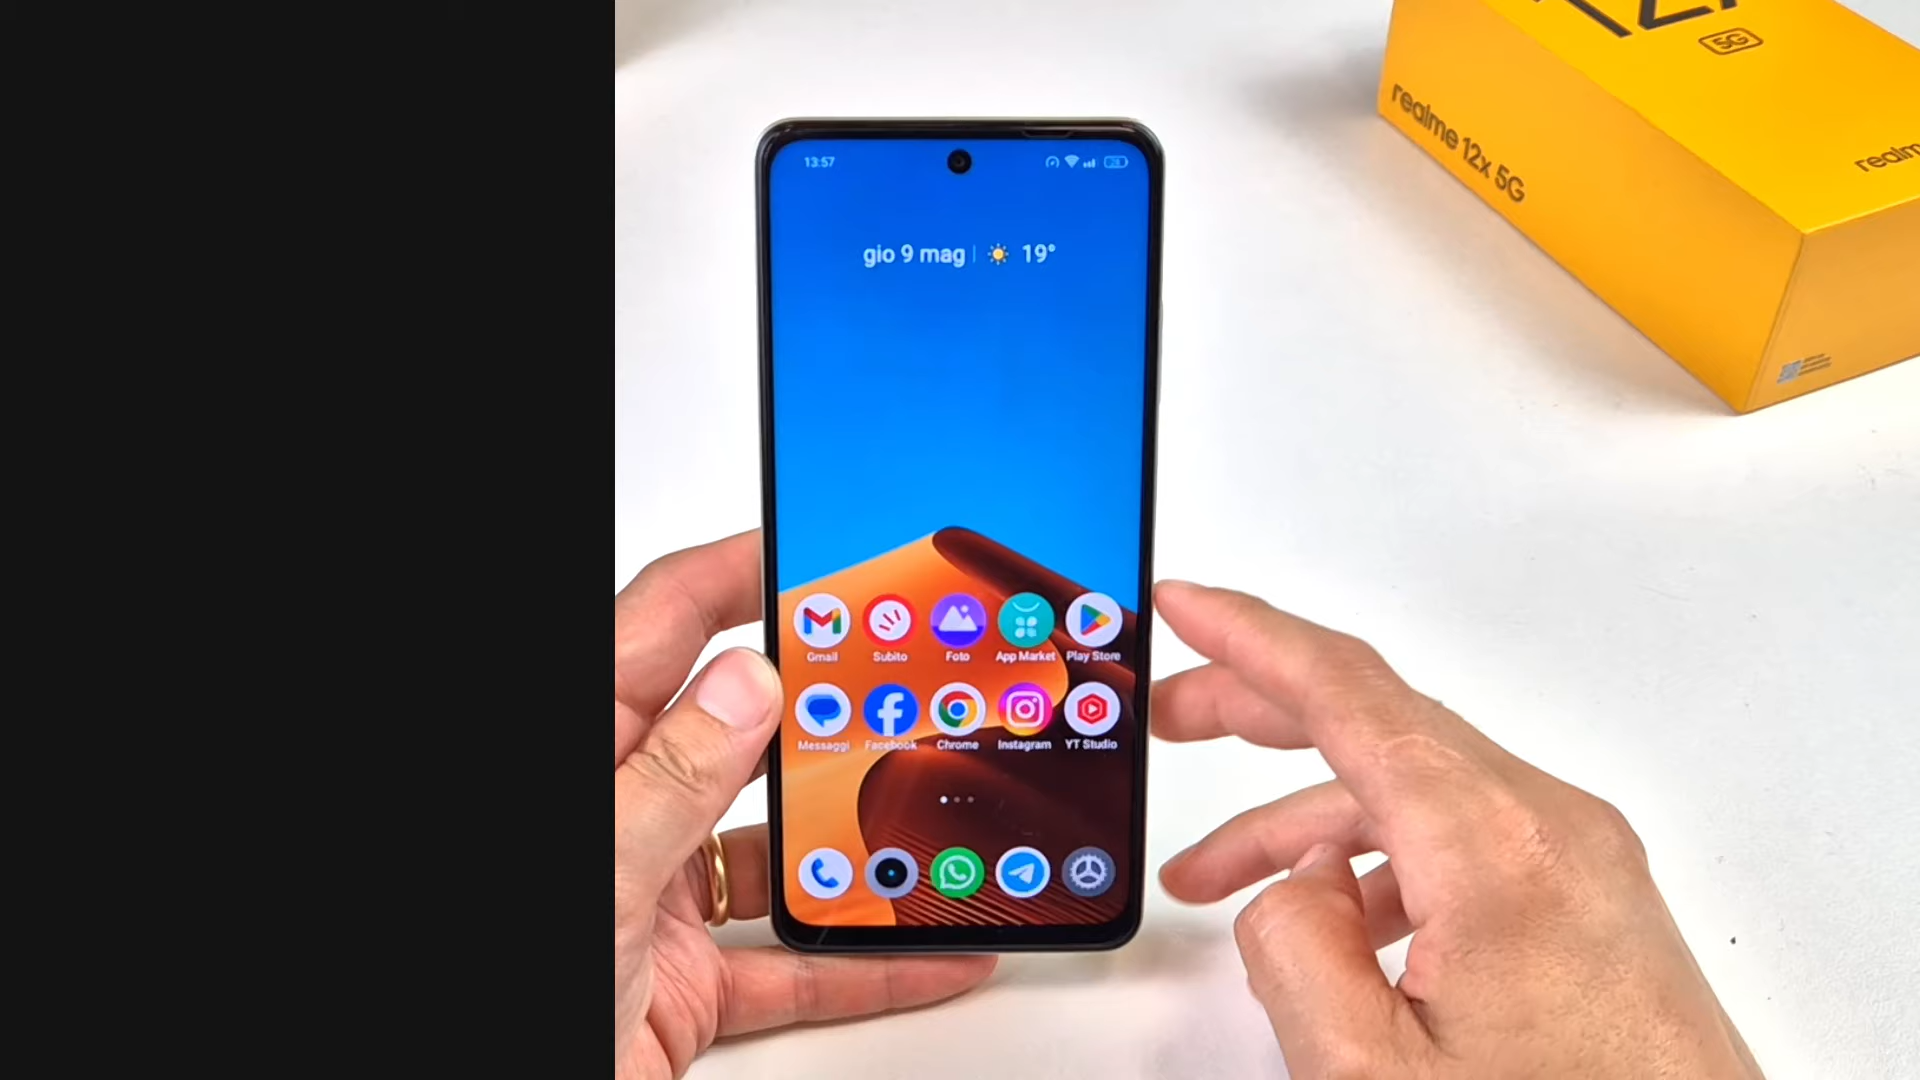 13:57
28
gio 9 mag | 19°
Gmail Subito Foto App Market Play Store
Messaggi Facebook Chrome Instagram YT Studio
5G
realme 12x 5G
realm